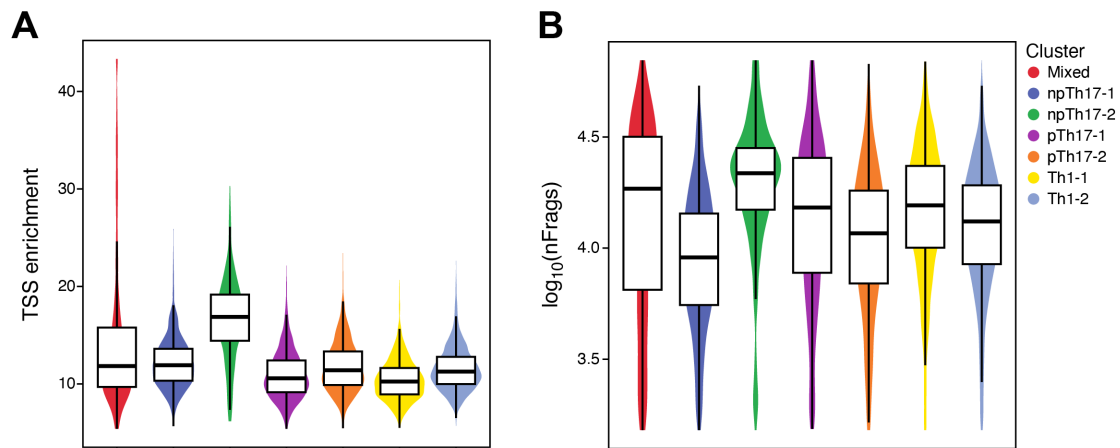 A
TSS enrichment
40
30
20
10
B
log10(nFrags)
4.5
4.0
3.5
Cluster
Mixed
npTh17-1
npTh17-2
pTh17-1
pTh17-2
Th1-1
Th1-2